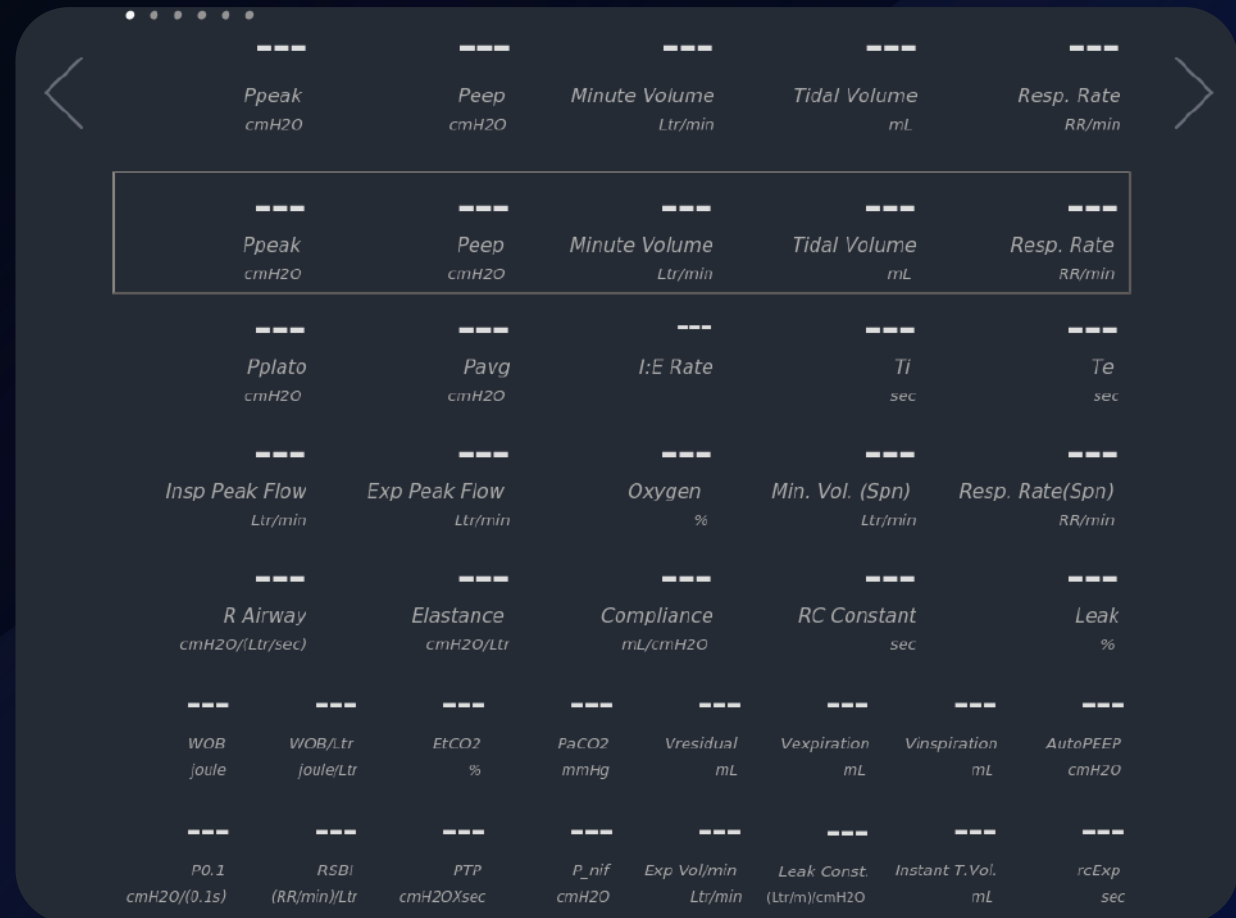 --- --- --- --- ---
Ppeak Peep Minute Volume Tidal Volume Resp. Rate
cmH2O cmH2O Ltr/min mL RR/min
--- --- --- --- ---
Ppeak Peep Minute Volume Tidal Volume Resp. Rate
cmH2O cmH2O Ltr/min mL RR/min
--- --- --- --- ---
Pplato Pavg I:E Rate Ti Te
cmH2O cmH2O sec sec
--- --- --- --- ---
Insp Peak Flow Exp Peak Flow Oxygen Min. Vol. (Spn) Resp. Rate(Spn)
Ltr/min Ltr/min % Ltr/min RR/min
--- --- --- --- ---
R Airway Elastance Compliance RC Constant Leak
cmH2O/(Ltr/sec) cmH2O/Ltr mL/cmH2O sec %
--- --- --- --- --- --- --- ---
WOB WOB/Ltr EtCO2 PaCO2 Vresidual Vexpiration Vinspiration AutoPEEP
joule joule/Ltr % mmHg mL mL mL cmH2O
--- --- --- --- --- --- --- ---
P0.1 RSBI PTP P_nif Exp Vol/min Leak Const. Instant T.Vol. rcExp
cmH2O/(0.1s) (RR/min)/Ltr cmH2OXsec cmH2O Ltr/min (Ltr/m)/cmH2O mL sec